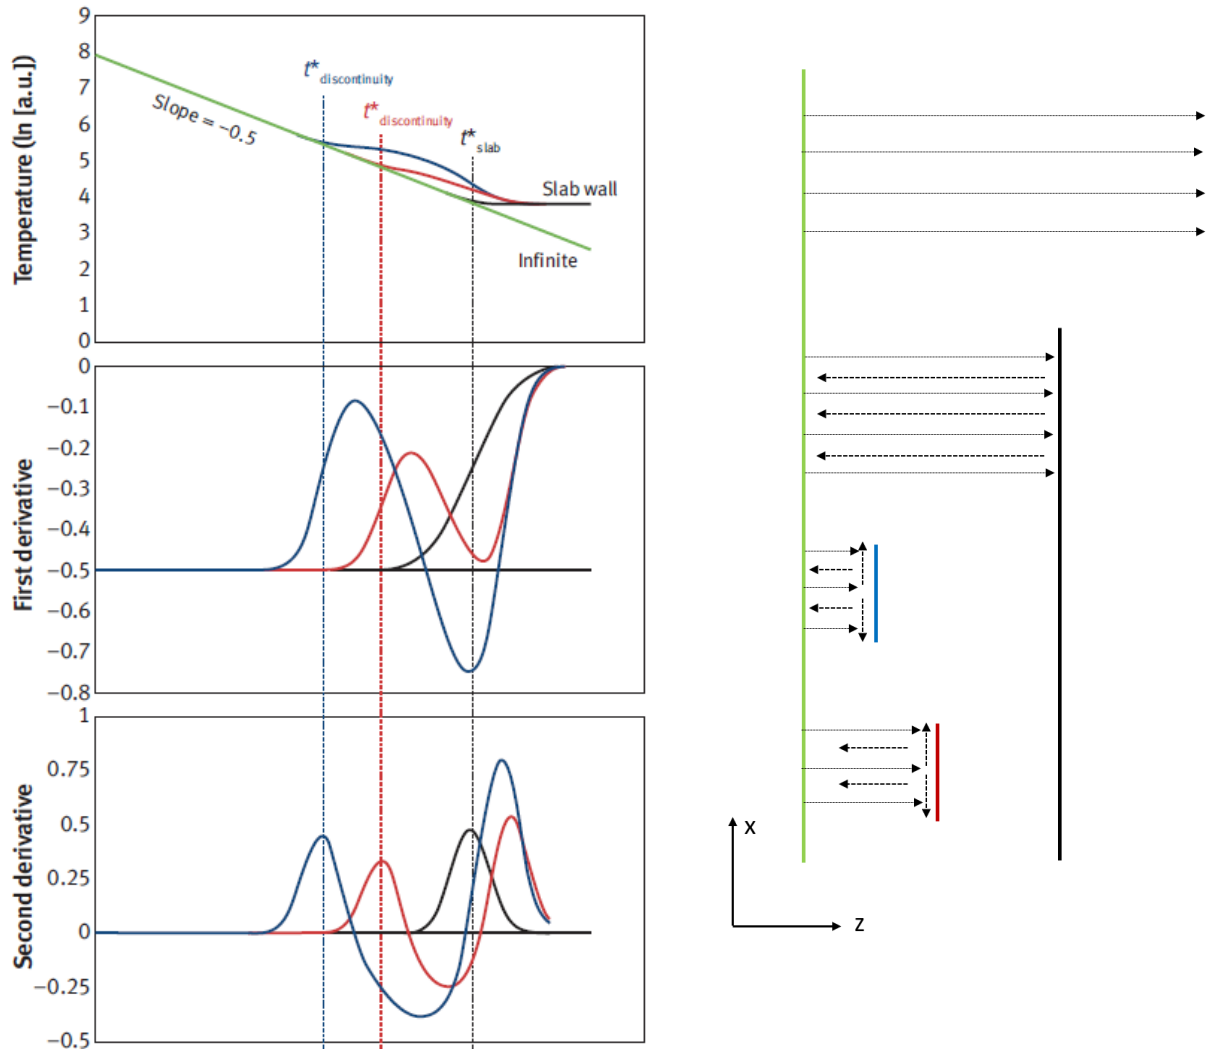 Temperature (ln [a.u.])
9
8
7
6
5
4
3
2
1
0
Slope = −0.5
t*discontinuity
t*discontinuity
t*slab
Slab wall
Infinite
First derivative
0
−0.1
−0.2
−0.3
−0.4
−0.5
−0.6
−0.7
−0.8
Second derivative
1
0.75
0.5
0.25
0
−0.25
−0.5
X
Z